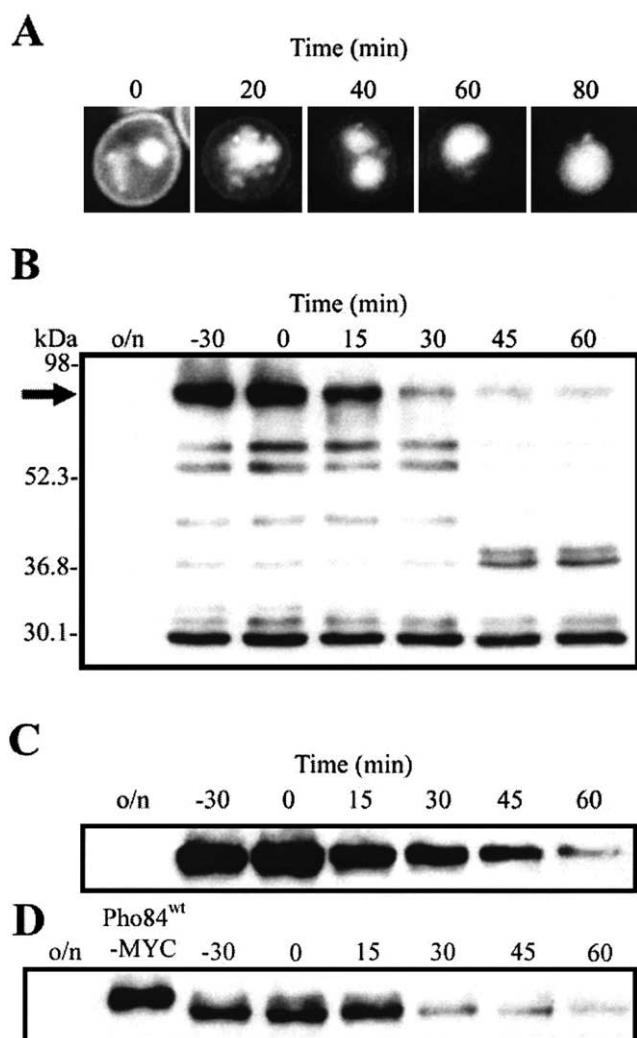 A
Time (min)
0 20 40 60 80
B
Time (min)
kDa o/n -30 0 15 30 45 60
98-
52.3-
36.8-
30.1-
C
Time (min)
o/n -30 0 15 30 45 60
D
Pho84wt
o/n -MYC -30 0 15 30 45 60